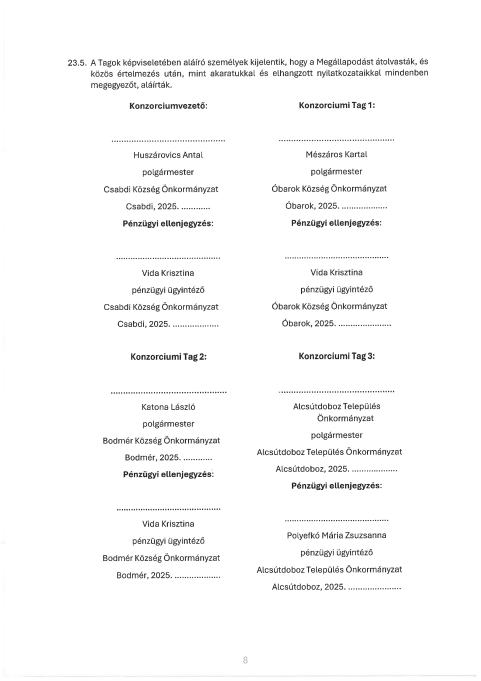 23.5. A Tagok képviseletében aláíró személyek kijelentik, hogy a Megállapodást átolvasták, és
közös értelmezés után, mint akaratukkal és elhangzott nyilatkozataikkal mindenben
megegyezőt, aláírták.
Konzorciumvezető:
............................................
Huszárovics Antal
polgármester
Csabdi Község Önkormányzat
Csabdi, 2025. ............
Pénzügyi ellenjegyzés:
........................................
Vida Krisztina
pénzügyi ügyintéző
Csabdi Község Önkormányzat
Csabdi, 2025. ...................
Konzorciumi Tag 1:
............................................
Mészáros Kartal
polgármester
Óbarok Község Önkormányzat
Óbarok, 2025. ...................
Pénzügyi ellenjegyzés:
........................................
Vida Krisztina
pénzügyi ügyintéző
Óbarok Község Önkormányzat
Óbarok, 2025. ......................
Konzorciumi Tag 2:
.............................................
Katona László
polgármester
Bodmér Község Önkormányzat
Bodmér, 2025. ............
Pénzügyi ellenjegyzés:
........................................
Vida Krisztina
pénzügyi ügyintéző
Bodmér Község Önkormányzat
Bodmér, 2025. ...................
Konzorciumi Tag 3:
............................................
Alcsútdoboz Település
Önkormányzat
polgármester
Alcsútdoboz Település Önkormányzat
Alcsútdoboz, 2025. ...................
Pénzügyi ellenjegyzés:
........................................
Polyefkó Mária Zsuzsanna
pénzügyi ügyintéző
Alcsútdoboz Település Önkormányzat
Alcsútdoboz, 2025. ......................
8